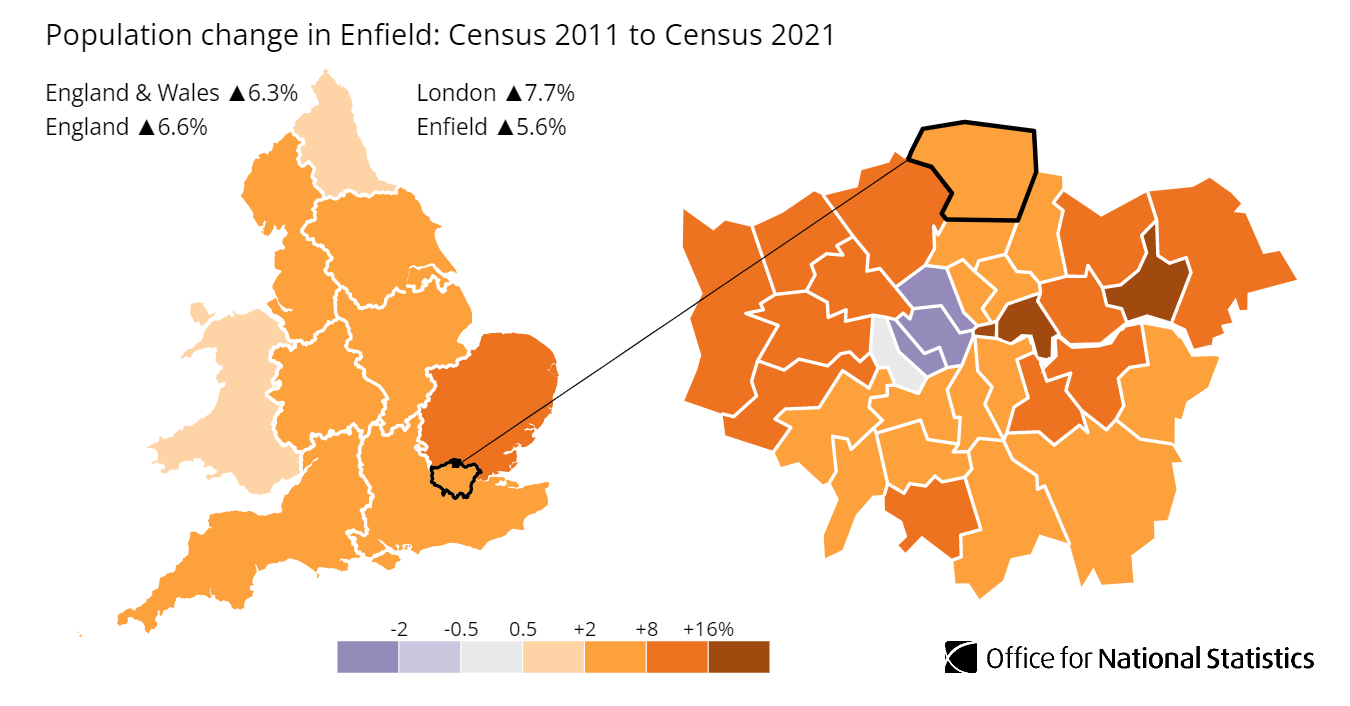 Population change in Enfield: Census 2011 to Census 2021
England & Wales ▲6.3%
London ▲7.7%
England ▲6.6%
Enfield ▲5.6%
-2 -0.5 0.5 +2 +8 +16%
Office for National Statistics